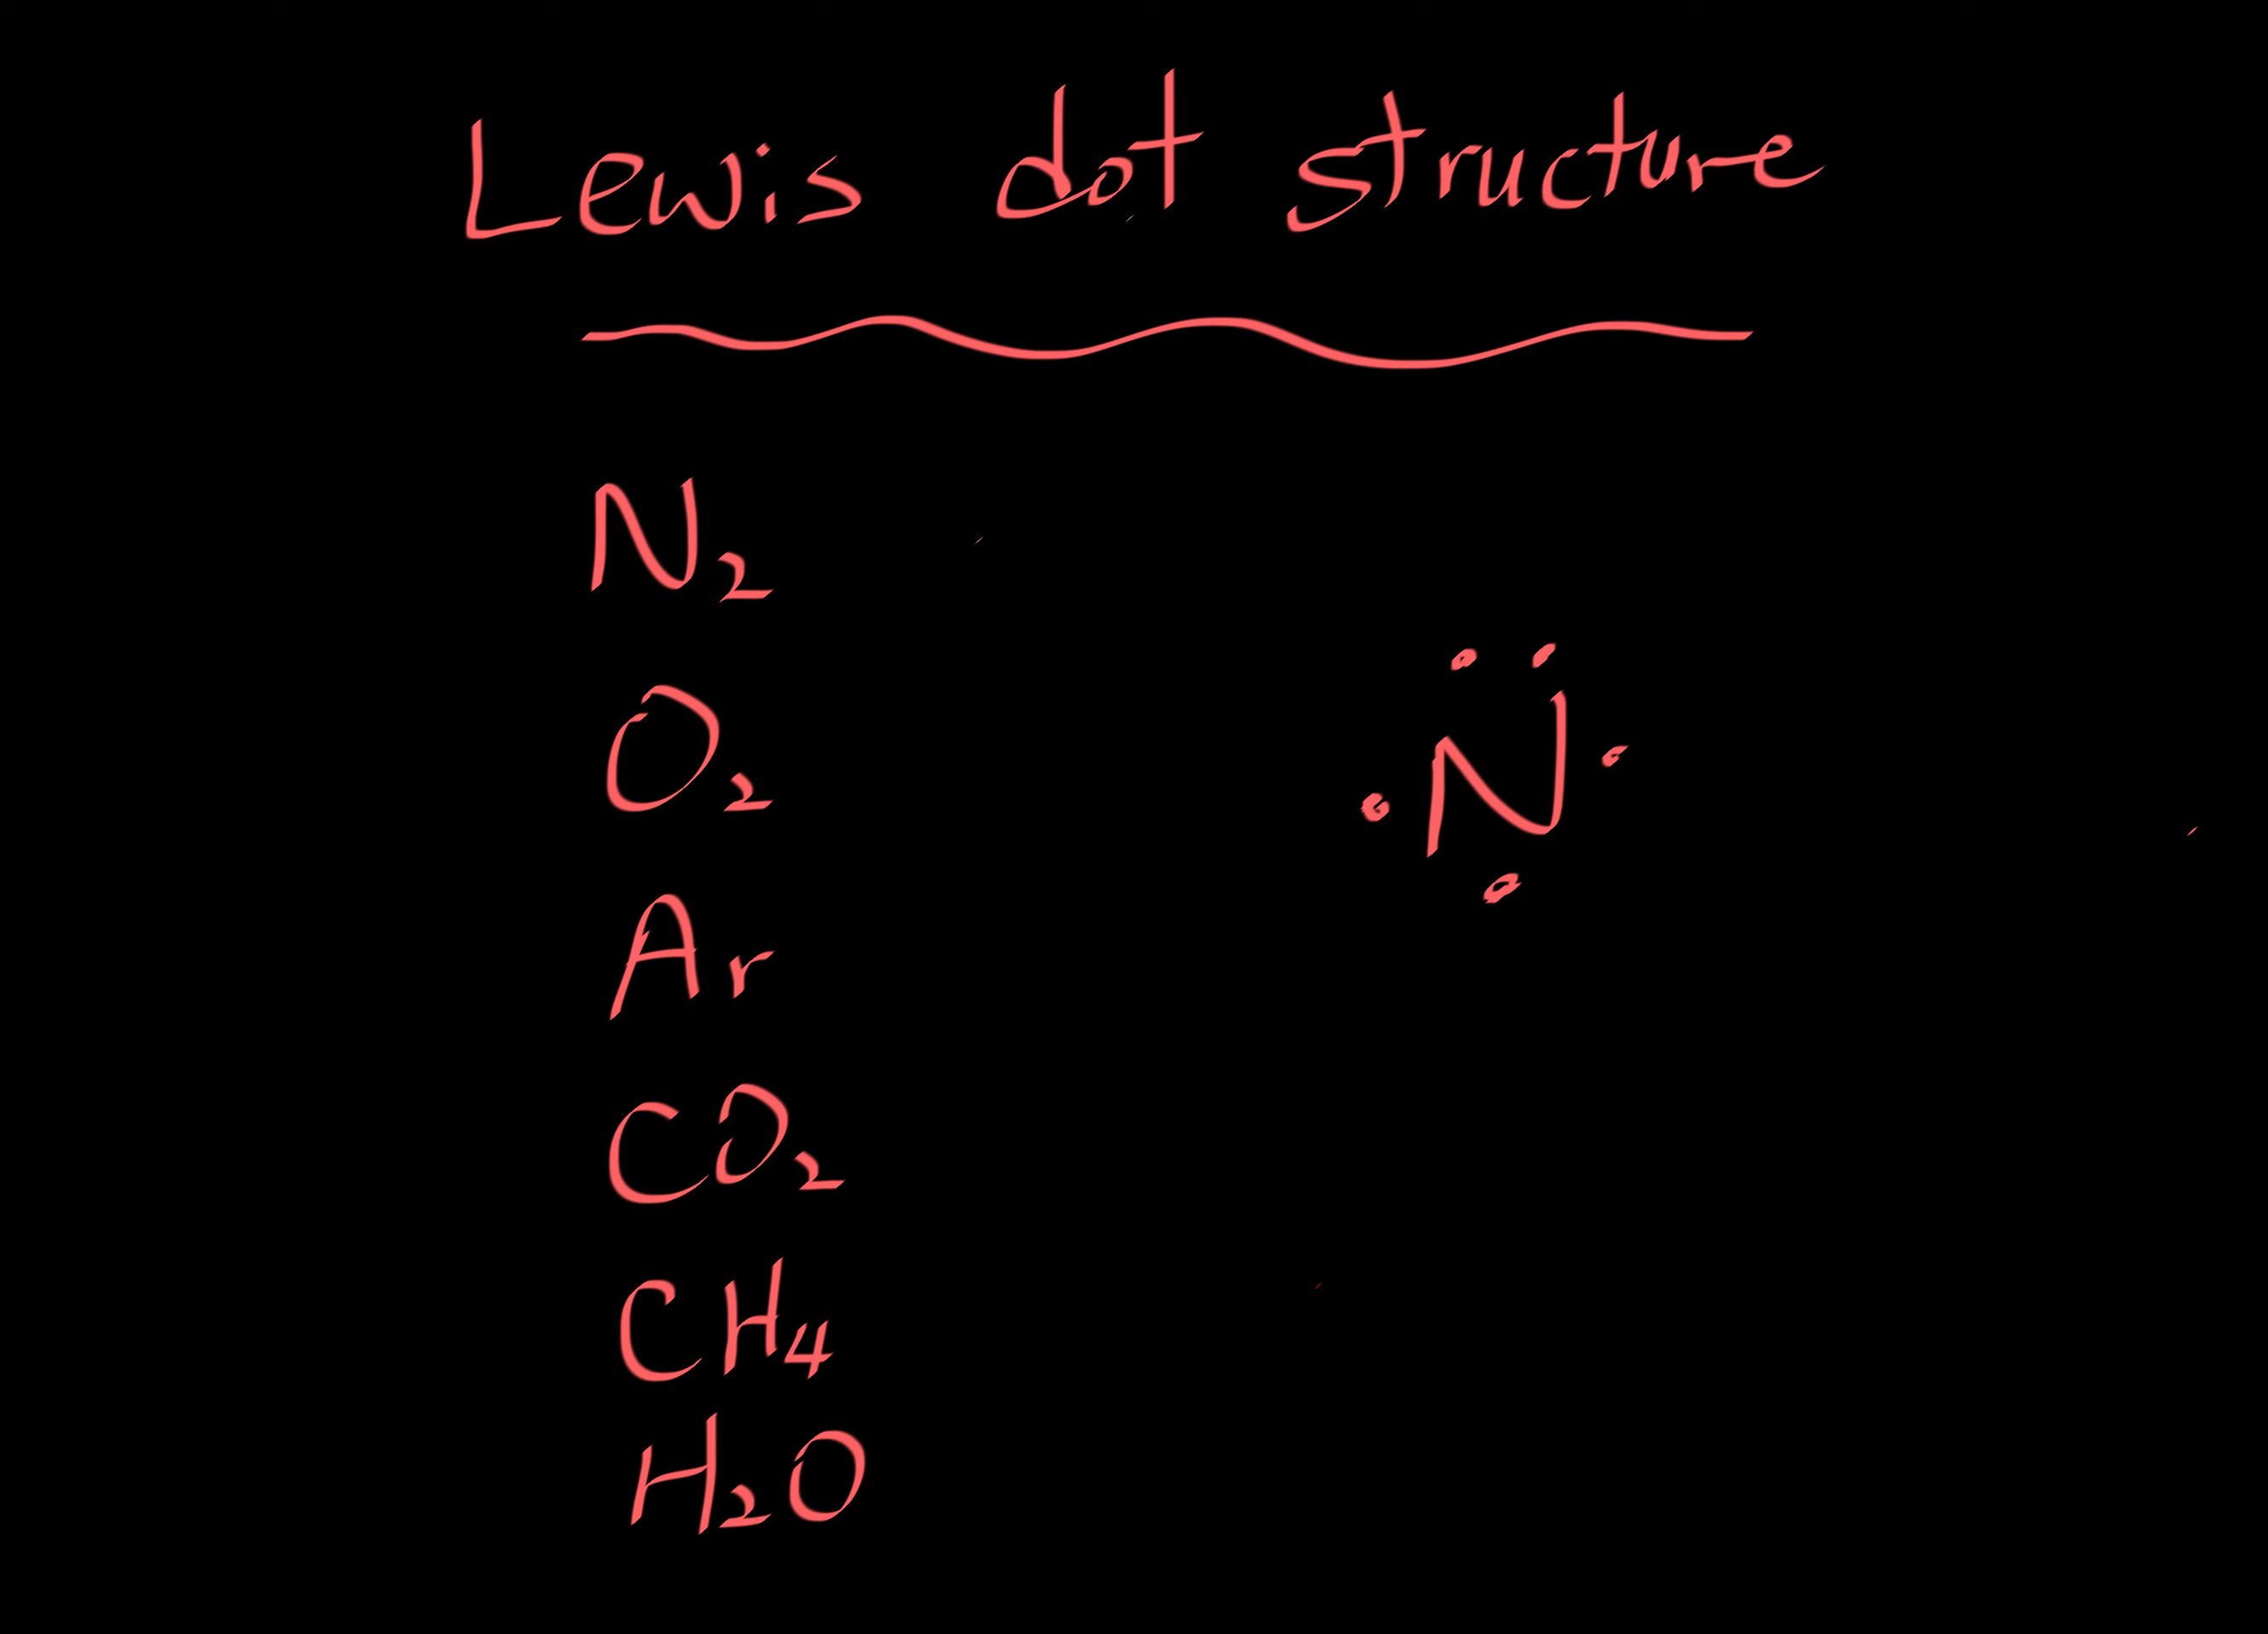 Lewis dot structure
N₂
O₂
N
Ar
CO₂
CH₄
H₂O